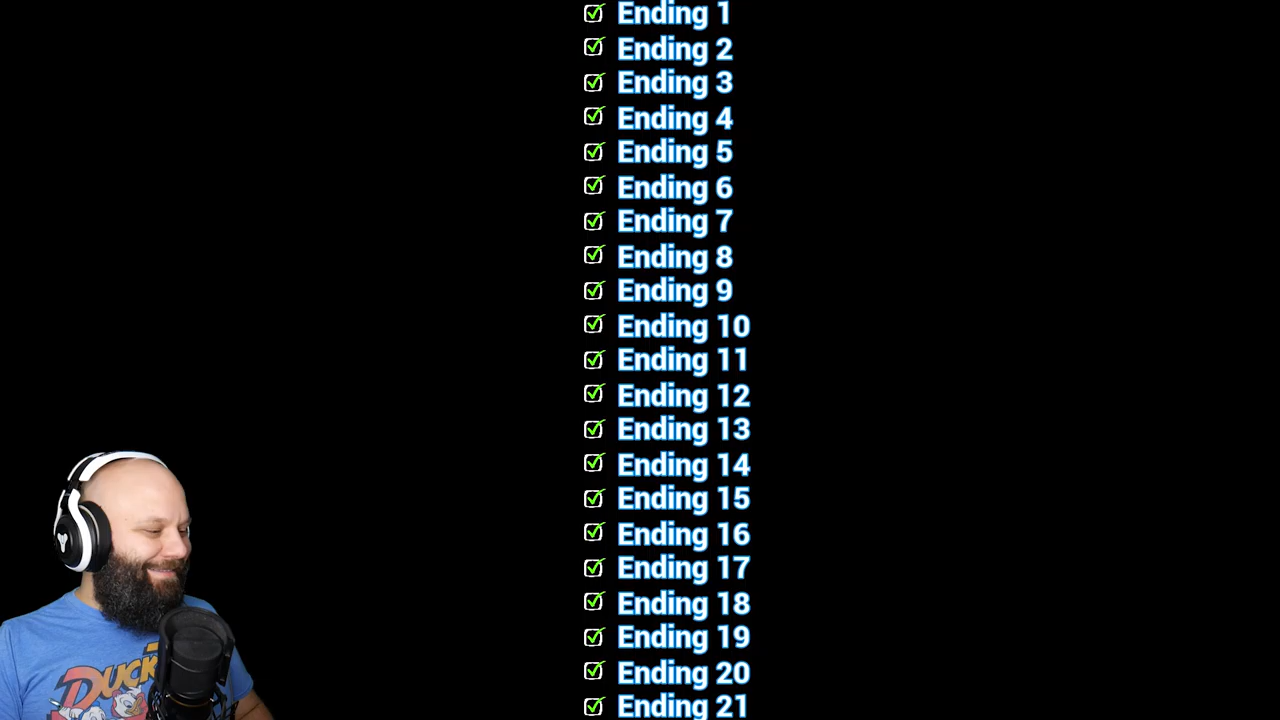 Ending 1
Ending 2
Ending 3
Ending 4
Ending 5
Ending 6
Ending 7
Ending 8
Ending 9
Ending 10
Ending 11
Ending 12
Ending 13
Ending 14
Ending 15
Ending 16
Ending 17
Ending 18
Ending 19
Ending 20
Ending 21